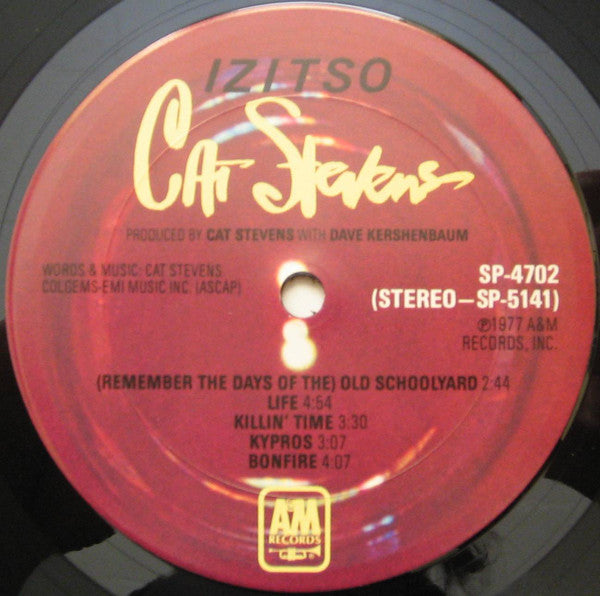 IZITSO
Cat Stevens
PRODUCED BY CAT STEVENS WITH DAVE KERSHENBAUM
WORDS & MUSIC: CAT STEVENS
COLGEMS-EMI MUSIC INC. (ASCAP)
SP-4702
(STEREO—SP-5141)
℗1977 A&M
RECORDS, INC.
(REMEMBER THE DAYS OF THE) OLD SCHOOLYARD 2:44
LIFE 4:54
KILLIN' TIME 3:30
KYPROS 3:07
BONFIRE 4:07
A&M
RECORDS
®